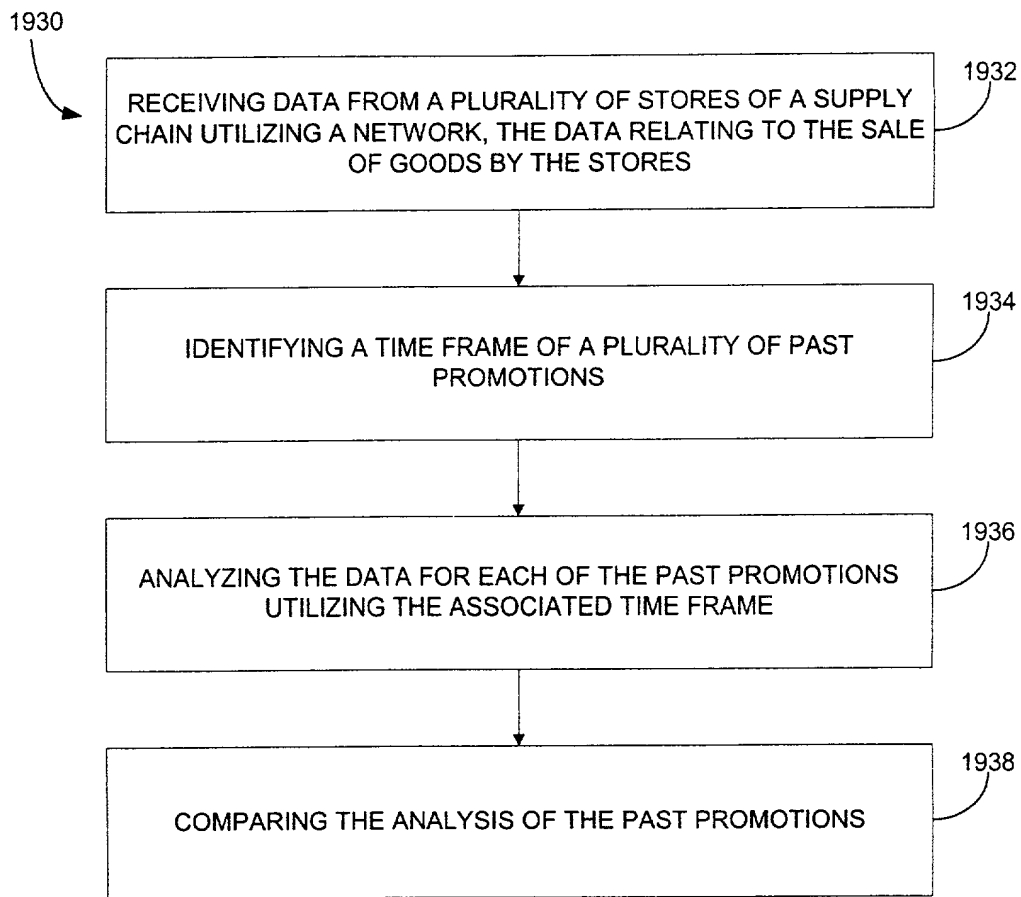 1930
1932
RECEIVING DATA FROM A PLURALITY OF STORES OF A SUPPLY
CHAIN UTILIZING A NETWORK, THE DATA RELATING TO THE SALE
OF GOODS BY THE STORES
1934
IDENTIFYING A TIME FRAME OF A PLURALITY OF PAST
PROMOTIONS
1936
ANALYZING THE DATA FOR EACH OF THE PAST PROMOTIONS
UTILIZING THE ASSOCIATED TIME FRAME
1938
COMPARING THE ANALYSIS OF THE PAST PROMOTIONS